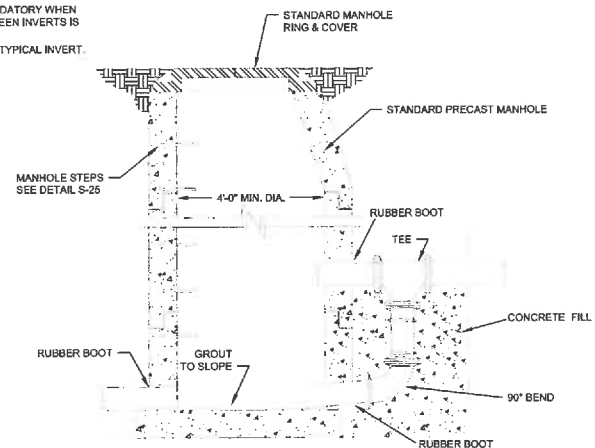 DATORY WHEN
EEN INVERTS IS
TYPICAL INVERT.
STANDARD MANHOLE
RING & COVER
STANDARD PRECAST MANHOLE
MANHOLE STEPS
SEE DETAIL S-25
4'-0" MIN. DIA.
RUBBER BOOT
TEE
CONCRETE FILL
RUBBER BOOT
GROUT
TO SLOPE
90° BEND
RUBBER BOOT